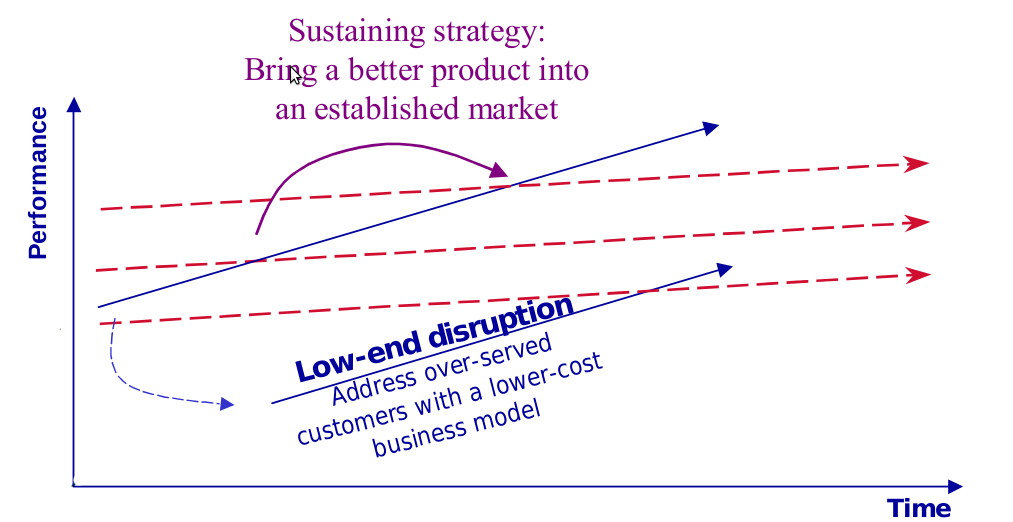 Sustaining strategy:
Bring a better product into
an established market
Performance
Low-end disruption
Address over-served
customers with a lower-cost
business model
Time